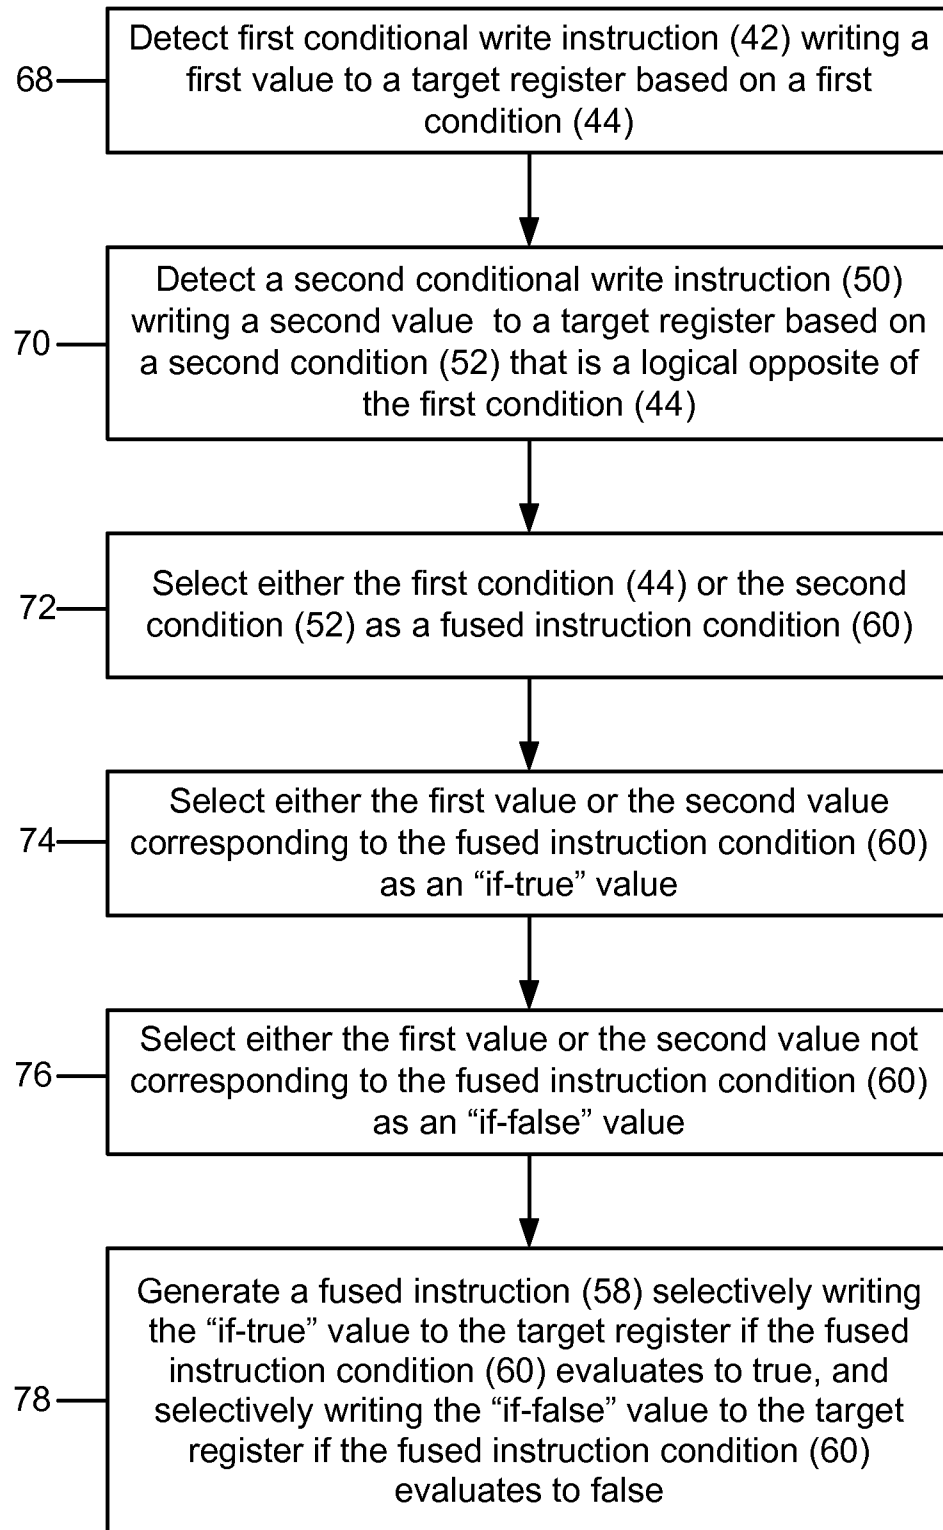 Detect first conditional write instruction (42) writing a
68 first value to a target register based on a first
condition (44)
Detect a second conditional write instruction (50)
writing a second value to a target register based on
70
a second condition (52) that is a logical opposite of
the first condition (44)
Select either the first condition (44) or the second
72
condition (52) as a fused instruction condition (60)
Select either the first value or the second value
74 corresponding to the fused instruction condition (60)
as an “if-true” value
Select either the first value or the second value not
76 corresponding to the fused instruction condition (60)
as an “if-false” value
Generate a fused instruction (58) selectively writing
the “if-true” value to the target register if the fused
instruction condition (60) evaluates to true, and
78 selectively writing the “if-false” value to the target
register if the fused instruction condition (60)
evaluates to false